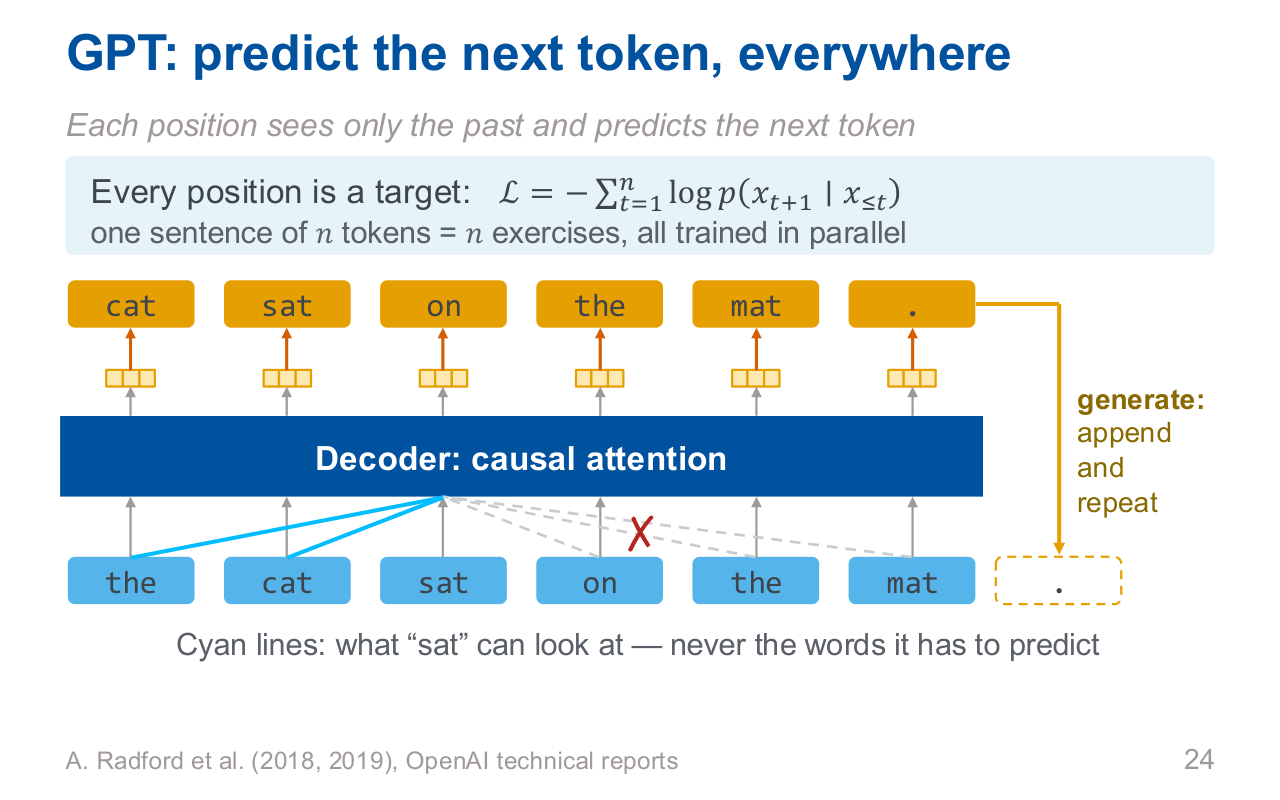 GPT: predict the next token, everywhere
Each position sees only the past and predicts the next token
Every position is a target: ℒ = −∑ₜ₌₁ⁿ log p(xₜ₊₁ ∣ x≤ₜ)
one sentence of n tokens = n exercises, all trained in parallel
cat sat on the mat .
generate:
append
and
repeat
Decoder: causal attention
✗
the cat sat on the mat .
Cyan lines: what “sat” can look at — never the words it has to predict
A. Radford et al. (2018, 2019), OpenAI technical reports
24